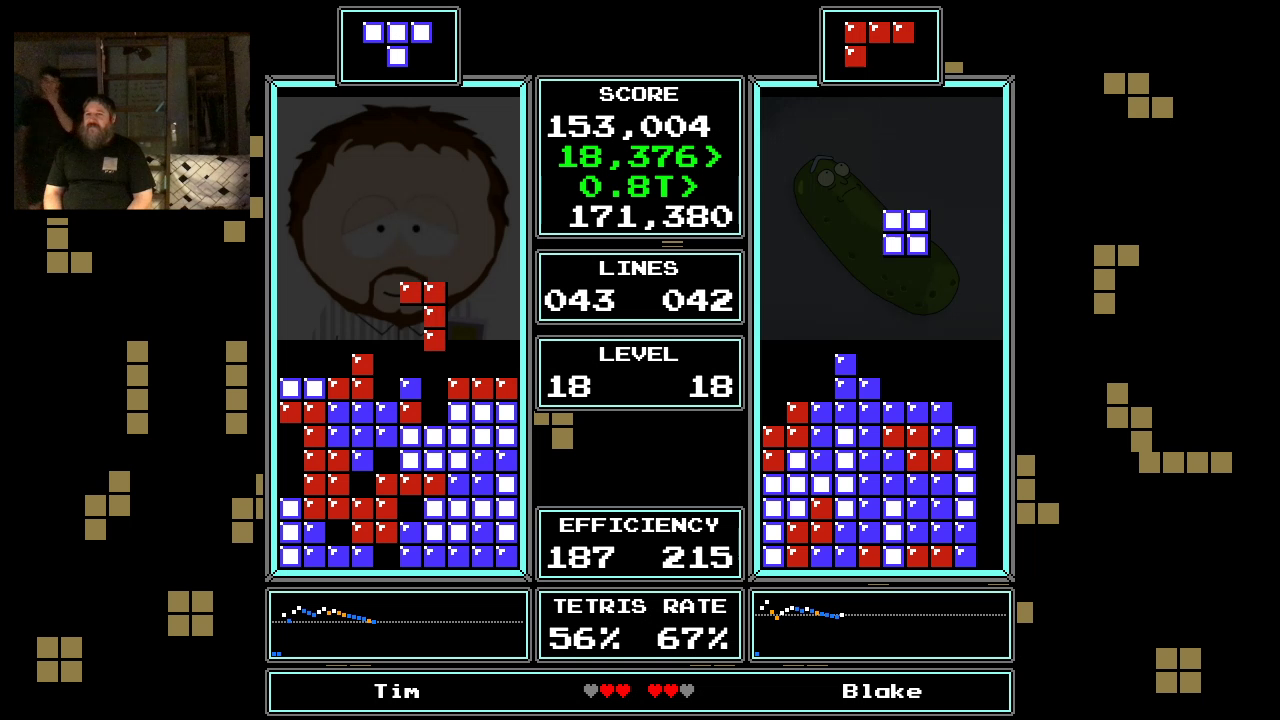 SCORE
153,004
18,376>
0.8T>
171,380
LINES
043 042
LEVEL
18 18
EFFICIENCY
187 215
TETRIS RATE
56% 67%
Tim Blake